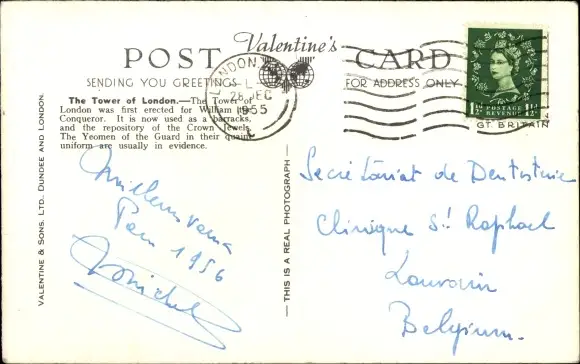 POST Valentine's CARD
SENDING YOU GREETINGS
FOR ADDRESS ONLY
The Tower of London.—The Tower of
London was first erected for William the
Conqueror. It is now used as a barracks,
and the repository of the Crown Jewels.
The Yeomen of the Guard in their quaint
uniform are usually in evidence.
LONDON
28 DEC
1955
1½D POSTAGE 1½D
REVENUE
GT. BRITAIN
VALENTINE & SONS, LTD. DUNDEE AND LONDON.
— THIS IS A REAL PHOTOGRAPH —
Meilleurs vœux
Pour 1956
Secrétariat de Dentisterie
Clinique St Raphael
Louvain
Belgium.